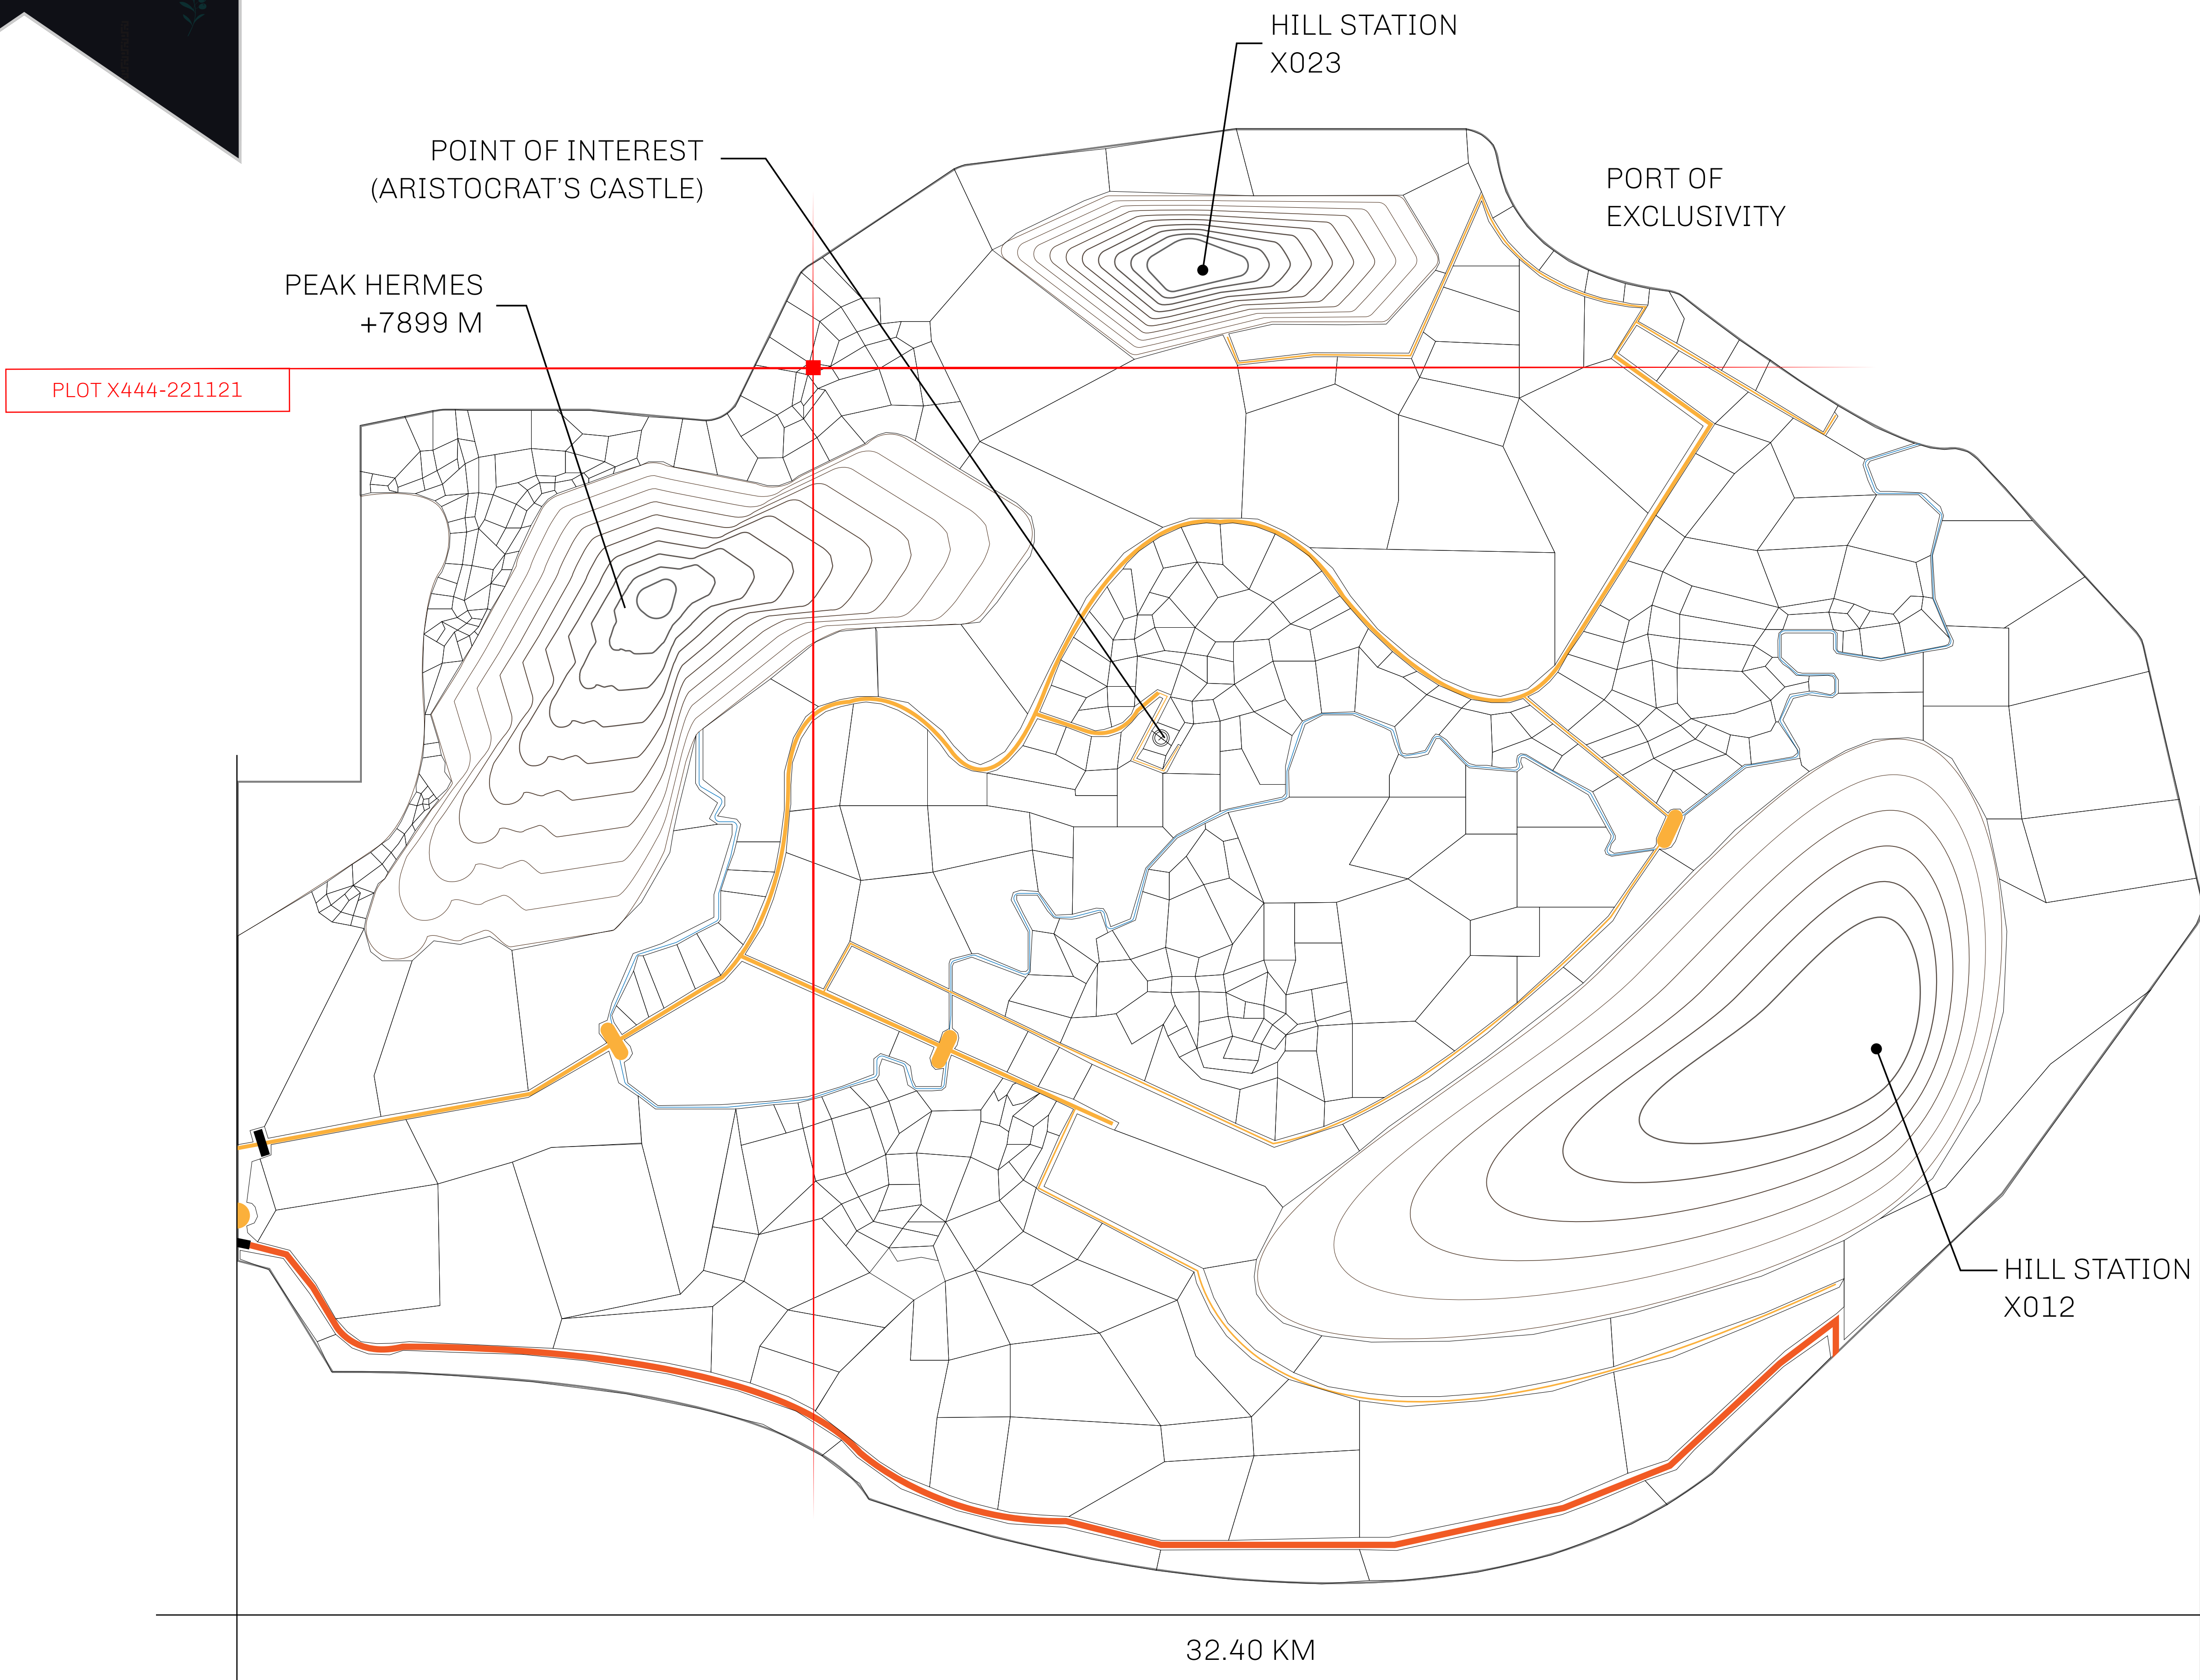 HILL STATION
X023
POINT OF INTEREST
(ARISTOCRAT'S CASTLE)
PORT OF
EXCLUSIVITY
PEAK HERMES
+7899 M
PLOT X444-221121
HILL STATION
X012
32.40 KM